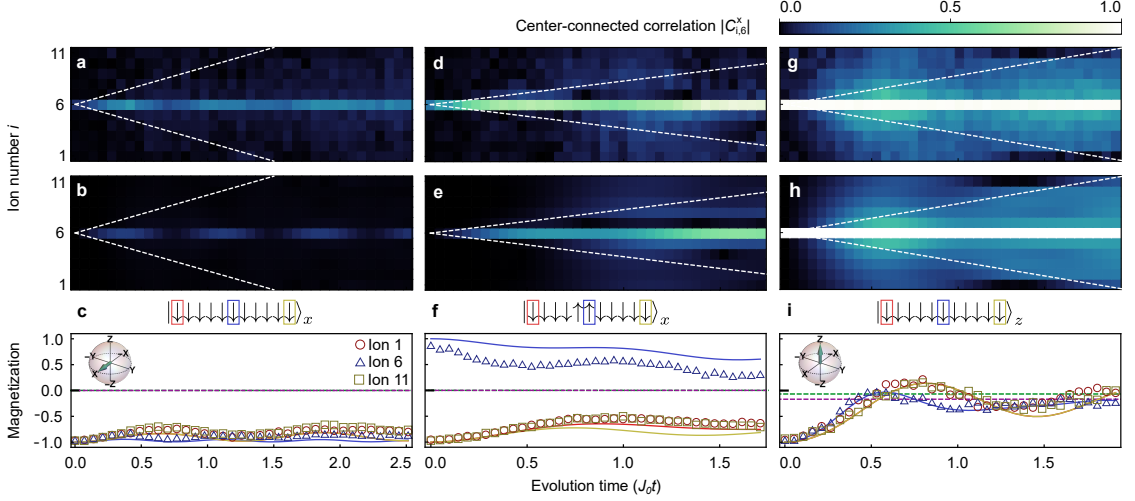 Center-connected correlation |C^x_{i,6}|
0.0 0.5 1.0
Ion number i
11 6 1
a d g
11 6 1
b e h
c f i
x x z
Magnetization
1.0 0.5 0.0 −0.5 −1.0
Z −Y −X X Y −Z
Ion 1
Ion 6
Ion 11
Z −Y −X X Y −Z
0.0 0.5 1.0 1.5 2.0 2.5
0.0 0.5 1.0 1.5
0.0 0.5 1.0 1.5
Evolution time (J₀t)